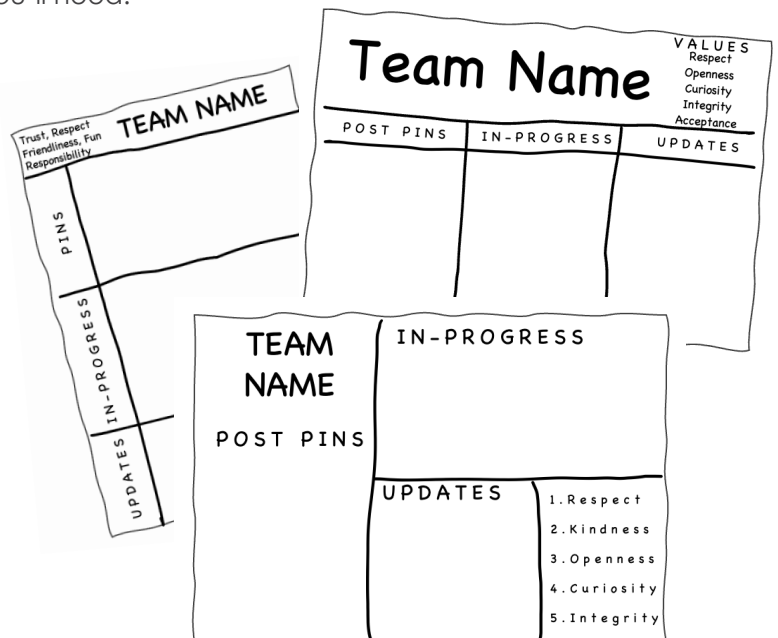 Team Name
VALUES
Respect
Openness
Curiosity
Integrity
Acceptance
POST PINS
IN-PROGRESS
UPDATES
Trust, Respect
Friendliness, Fun
Responsibility
TEAM NAME
PINS
IN-PROGRESS
UPDATES
TEAM
NAME
POST PINS
IN-PROGRESS
UPDATES
1. Respect
2. Kindness
3. Openness
4. Curiosity
5. Integrity